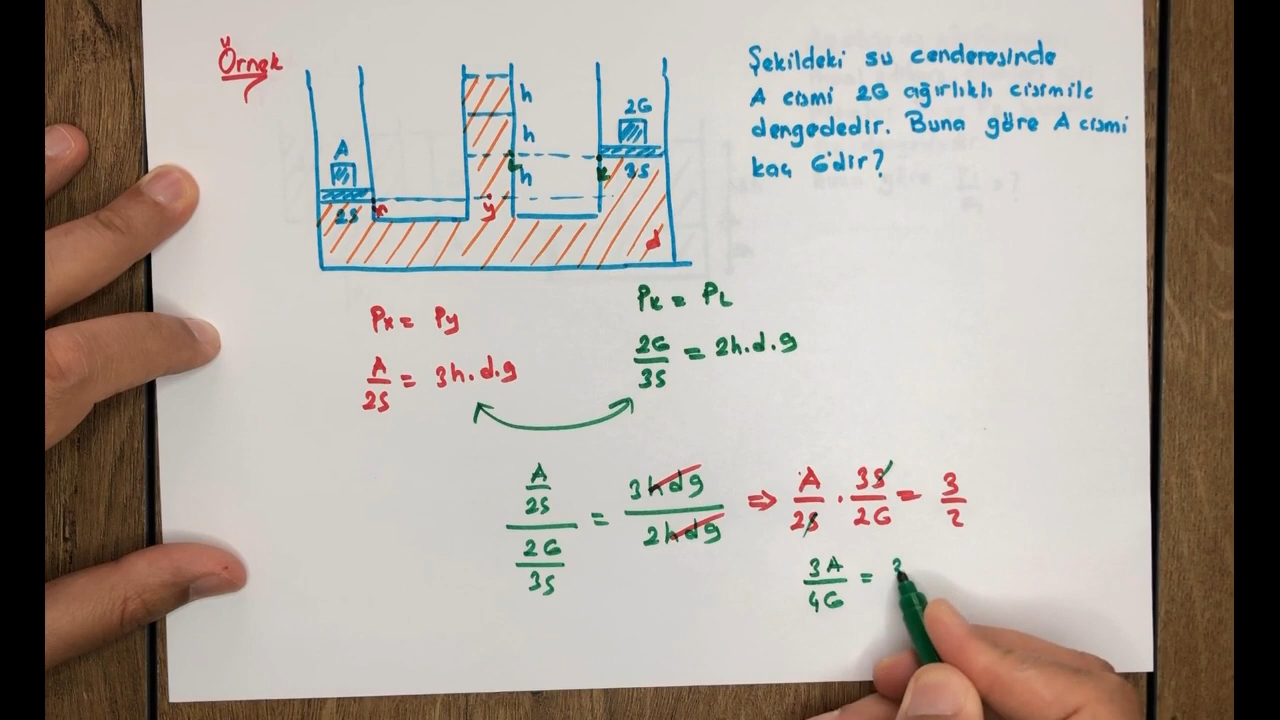 Örnek
Şekildeki su cenderesinde
A cismi 2G ağırlıklı cisimile
dengededir. Buna göre A cismi
kaç G'dir?
h
h
h
A
2G
2S
3S
x
y
L
K
d
Px = Py
A/2S = 3h.d.g
PK = PL
2G/3S = 2h.d.g
A/2S / 2G/3S = 3hdg/2hdg ⇒ A/2S . 3S/2G = 3/2
3A/4G = 3